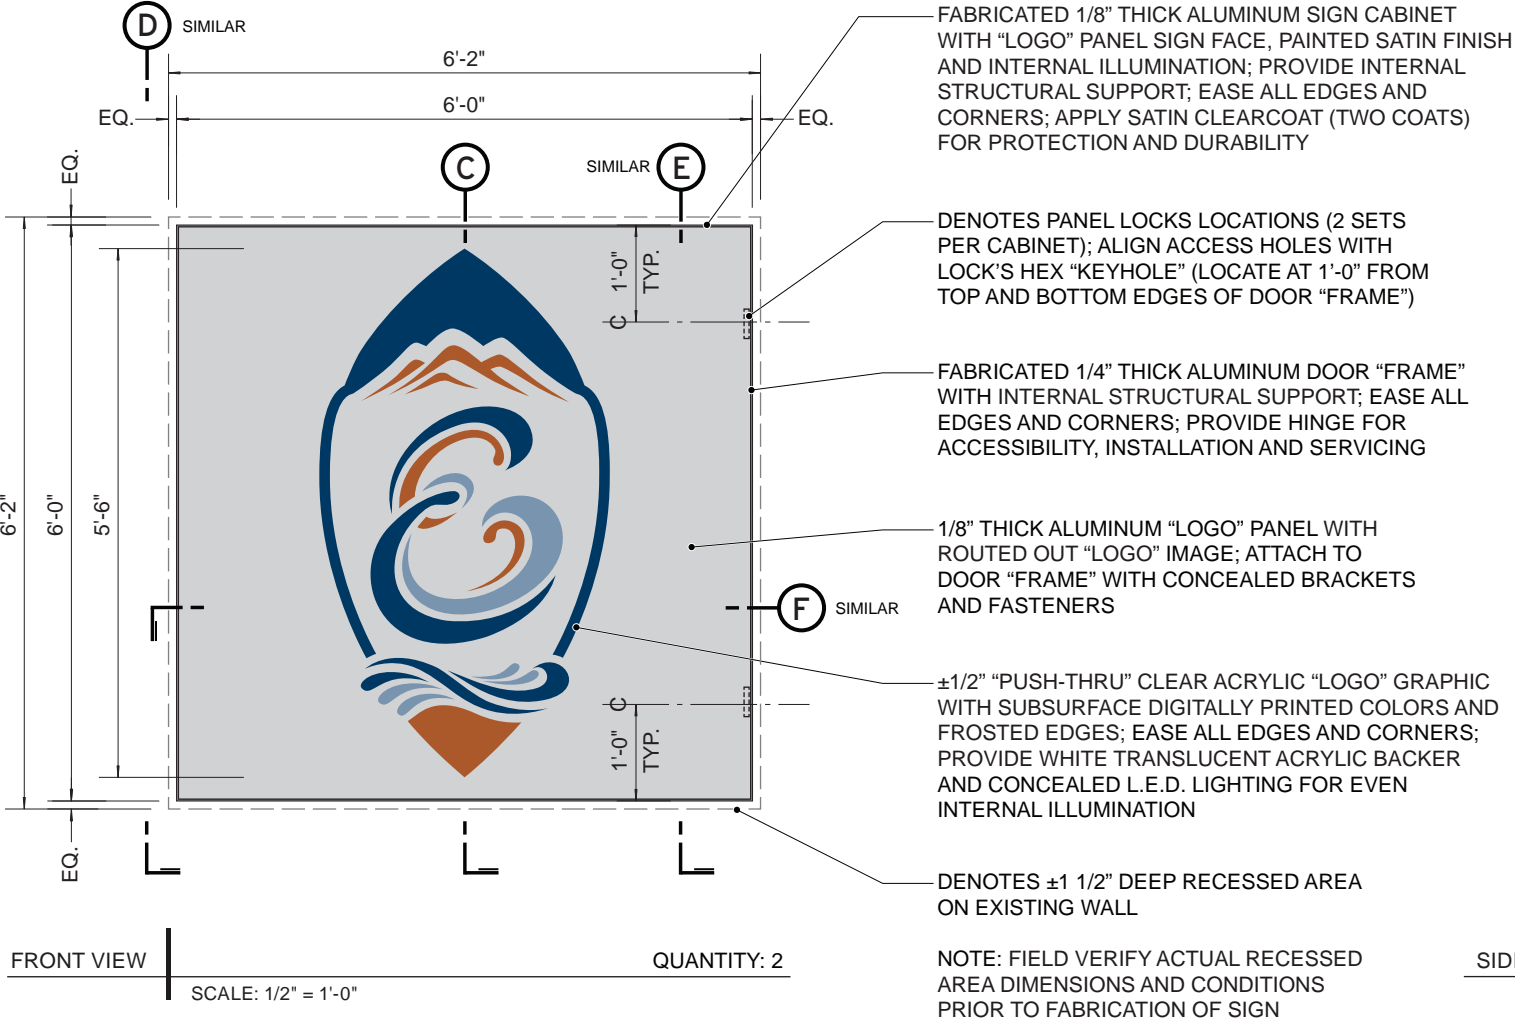 D SIMILAR
6'-2"
6'-0"
EQ.
EQ.
EQ.
C
SIMILAR E
6'-2"
6'-0"
5'-6"
1'-0"
TYP.
C
C
1'-0"
TYP.
F SIMILAR
EQ.
FABRICATED 1/8” THICK ALUMINUM SIGN CABINET
WITH “LOGO” PANEL SIGN FACE, PAINTED SATIN FINISH
AND INTERNAL ILLUMINATION; PROVIDE INTERNAL
STRUCTURAL SUPPORT; EASE ALL EDGES AND
CORNERS; APPLY SATIN CLEARCOAT (TWO COATS)
FOR PROTECTION AND DURABILITY
DENOTES PANEL LOCKS LOCATIONS (2 SETS
PER CABINET); ALIGN ACCESS HOLES WITH
LOCK'S HEX “KEYHOLE” (LOCATE AT 1'-0” FROM
TOP AND BOTTOM EDGES OF DOOR “FRAME”)
FABRICATED 1/4” THICK ALUMINUM DOOR “FRAME”
WITH INTERNAL STRUCTURAL SUPPORT; EASE ALL
EDGES AND CORNERS; PROVIDE HINGE FOR
ACCESSIBILITY, INSTALLATION AND SERVICING
1/8” THICK ALUMINUM “LOGO” PANEL WITH
ROUTED OUT “LOGO” IMAGE; ATTACH TO
DOOR “FRAME” WITH CONCEALED BRACKETS
AND FASTENERS
±1/2” “PUSH-THRU” CLEAR ACRYLIC “LOGO” GRAPHIC
WITH SUBSURFACE DIGITALLY PRINTED COLORS AND
FROSTED EDGES; EASE ALL EDGES AND CORNERS;
PROVIDE WHITE TRANSLUCENT ACRYLIC BACKER
AND CONCEALED L.E.D. LIGHTING FOR EVEN
INTERNAL ILLUMINATION
DENOTES ±1 1/2” DEEP RECESSED AREA
ON EXISTING WALL
NOTE: FIELD VERIFY ACTUAL RECESSED
AREA DIMENSIONS AND CONDITIONS
PRIOR TO FABRICATION OF SIGN
FRONT VIEW
QUANTITY: 2
SCALE: 1/2" = 1'-0"